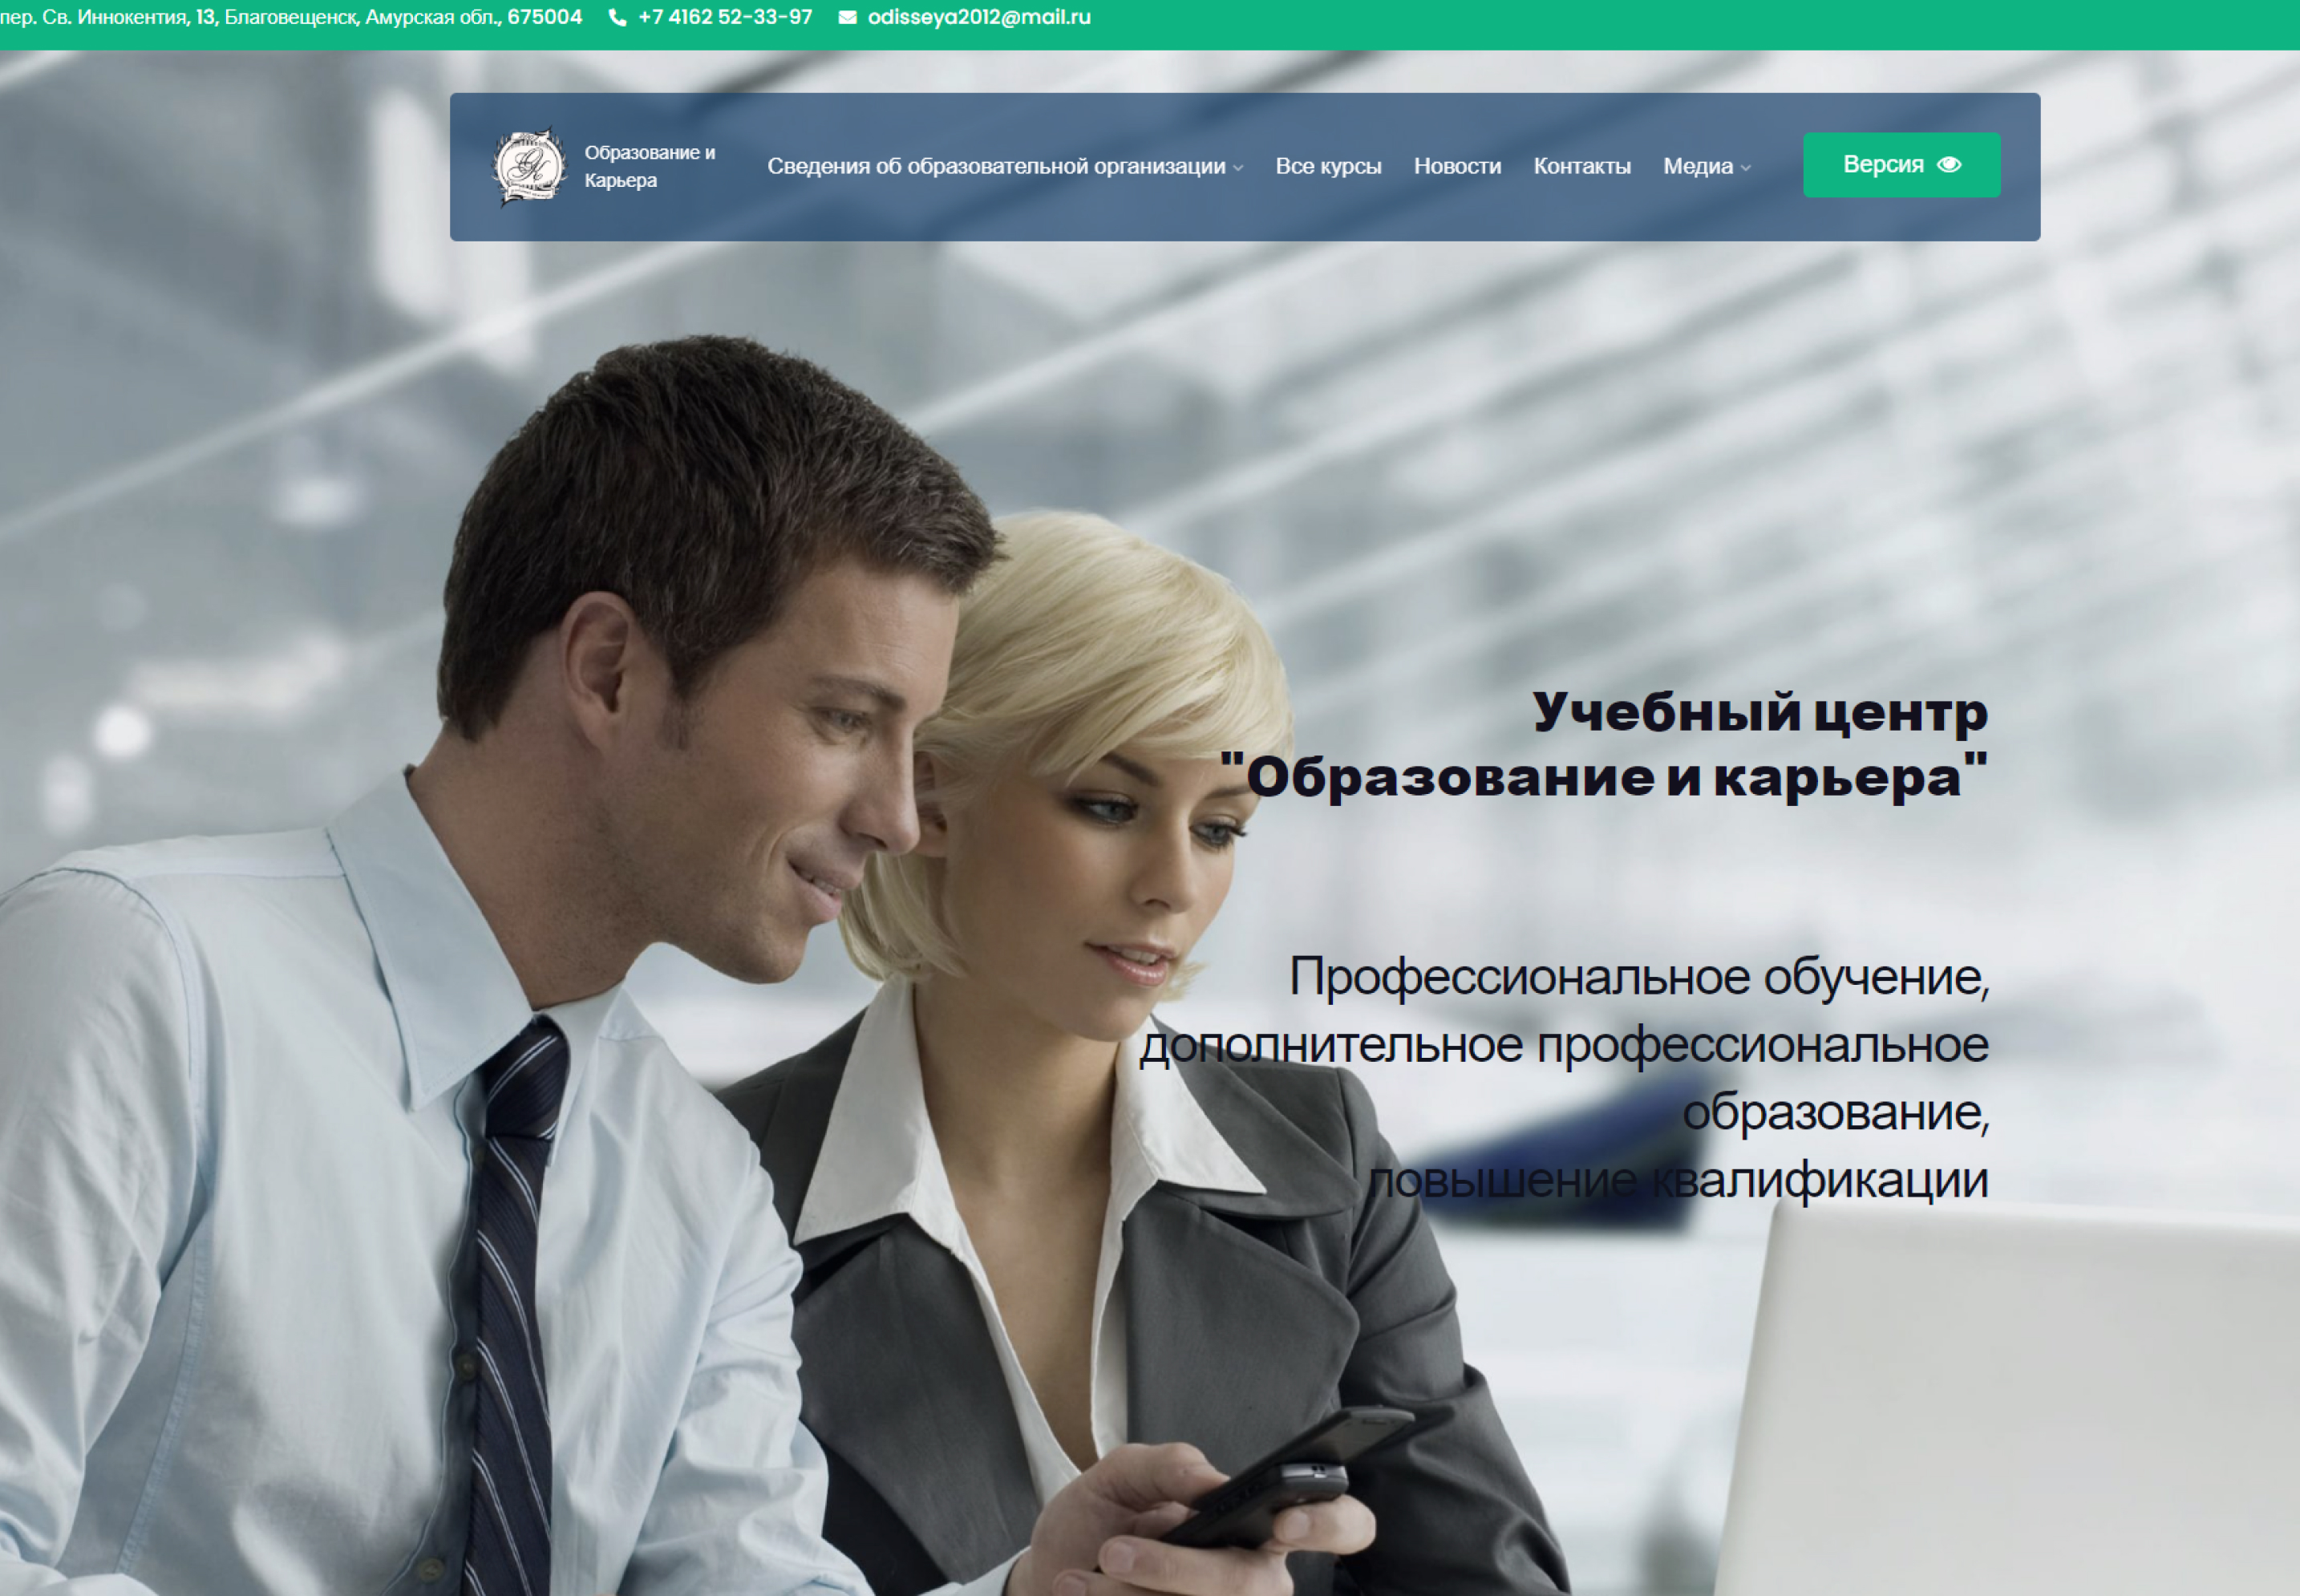 пер. Св. Иннокентия, 13, Благовещенск, Амурская обл., 675004 +7 4162 52-33-97 odisseya2012@mail.ru
Образование и
Карьера
Сведения об образовательной организации Все курсы Новости Контакты Медиа Версия
Учебный центр
"Образование и карьера"
Профессиональное обучение,
дополнительное профессиональное
образование,
повышение квалификации